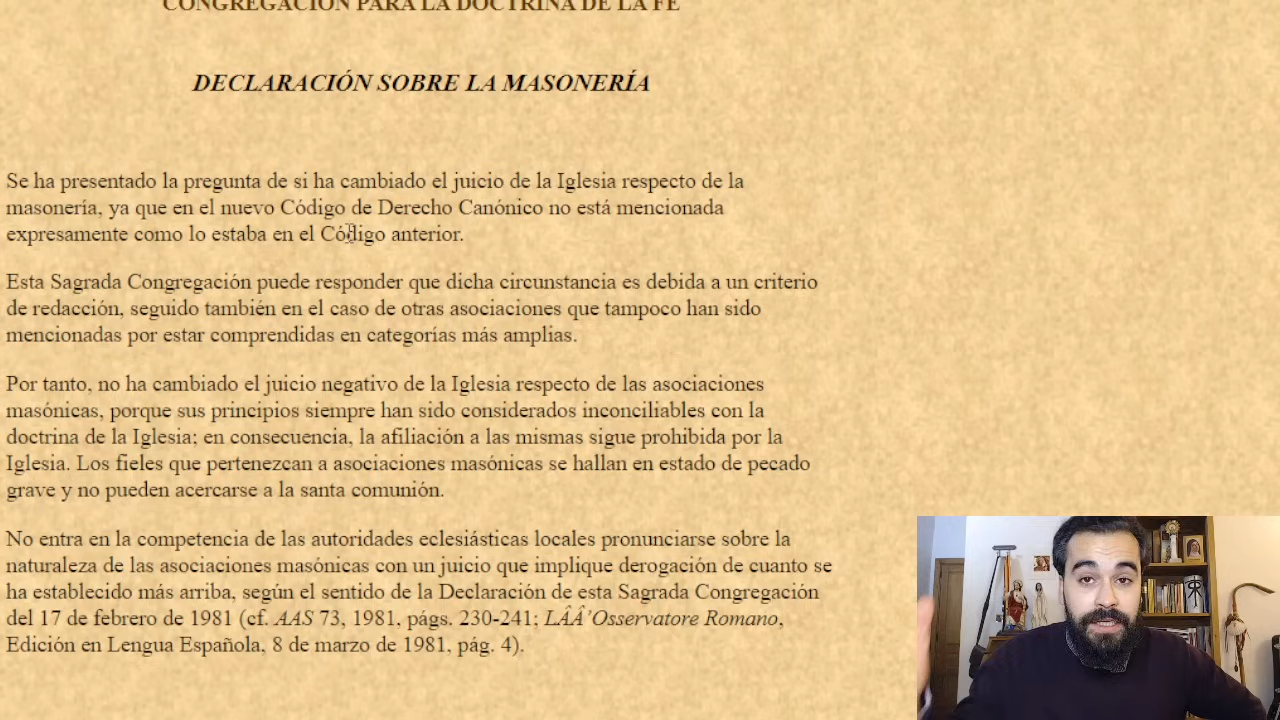 CONGREGACIÓN PARA LA DOCTRINA DE LA FE
DECLARACIÓN SOBRE LA MASONERÍA
Se ha presentado la pregunta de si ha cambiado el juicio de la Iglesia respecto de la
masonería, ya que en el nuevo Código de Derecho Canónico no está mencionada
expresamente como lo estaba en el Código anterior.
Esta Sagrada Congregación puede responder que dicha circunstancia es debida a un criterio
de redacción, seguido también en el caso de otras asociaciones que tampoco han sido
mencionadas por estar comprendidas en categorías más amplias.
Por tanto, no ha cambiado el juicio negativo de la Iglesia respecto de las asociaciones
masónicas, porque sus principios siempre han sido considerados inconciliables con la
doctrina de la Iglesia; en consecuencia, la afiliación a las mismas sigue prohibida por la
Iglesia. Los fieles que pertenezcan a asociaciones masónicas se hallan en estado de pecado
grave y no pueden acercarse a la santa comunión.
No entra en la competencia de las autoridades eclesiásticas locales pronunciarse sobre la
naturaleza de las asociaciones masónicas con un juicio que implique derogación de cuanto se
ha establecido más arriba, según el sentido de la Declaración de esta Sagrada Congregación
del 17 de febrero de 1981 (cf. AAS 73, 1981, págs. 230-241; LÂÂ’Osservatore Romano,
Edición en Lengua Española, 8 de marzo de 1981, pág. 4).